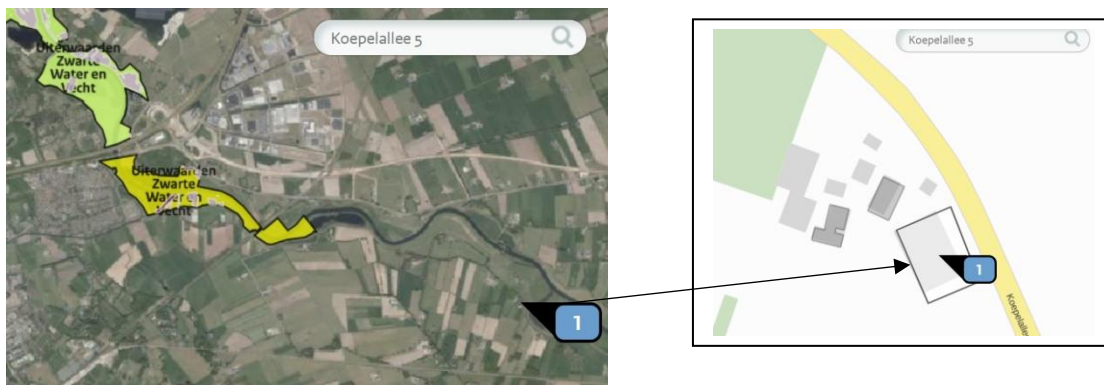 Koepelallee 5
Uiterwaarden
Zwarte
Water en
Vecht
Uiterwaarden
Zwarte
Water en
Vecht
1
Koepelallee 5
1
Koepelallee